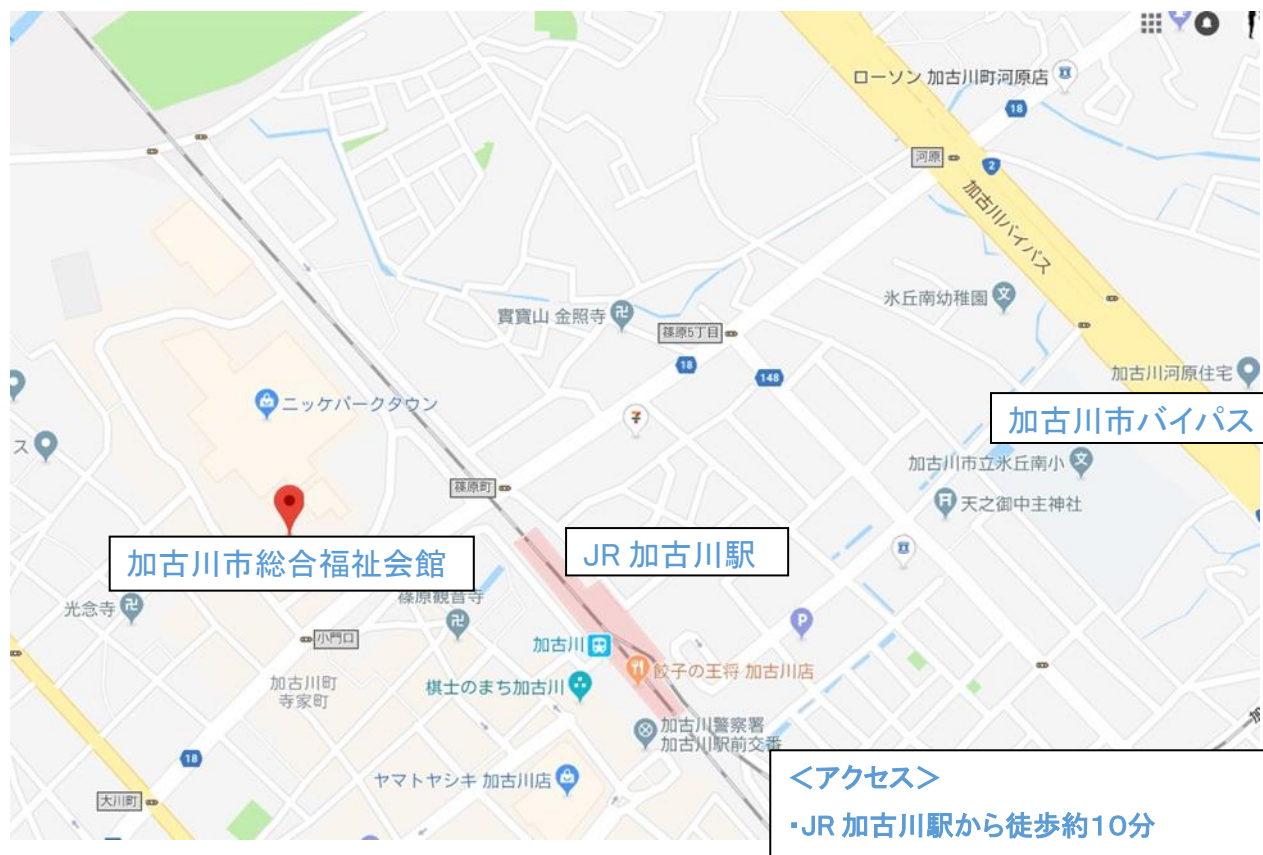 ローソン 加古川町河原店
18
河原
2
加古川バイパス
氷丘南幼稚園
寳寳山 金照寺
篠原5丁目
18
148
加古川河原住宅
ニッケパークタウン
加古川市バイパス
ス
加古川市立氷丘南小
篠原町
天之御中主神社
JR 加古川駅
加古川市総合福祉会館
光念寺
篠原観音寺
小門口
P
加古川
餃子の王将 加古川店
加古川町
寺家町
棋士のまち加古川
加古川警察署
加古川駅前交番
18
ヤマトヤシキ 加古川店
大川町
<アクセス>
・JR 加古川駅から徒歩約10分